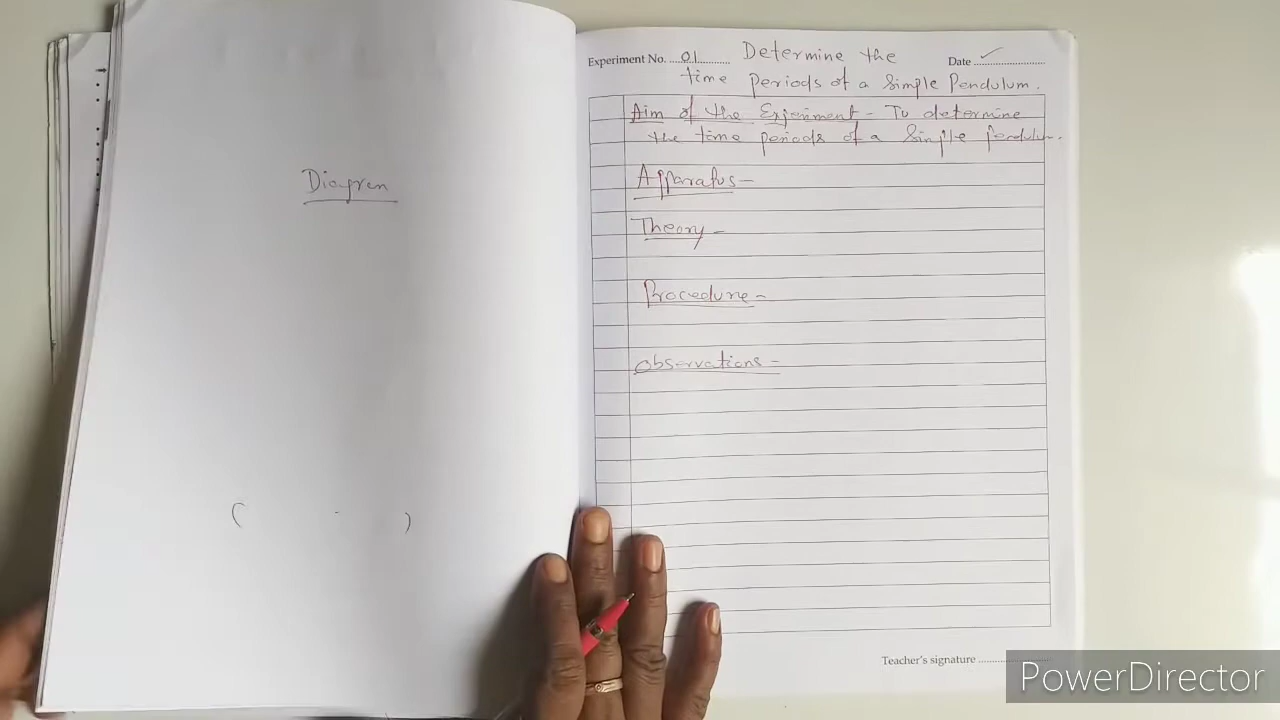 Diagram
(            )
Experiment No. ....01........... Determine the Date ........................
time periods of a Simple Pendulum.
Aim of the Experiment - To determine
the time periods of a Simple Pendulum.
Apparatus -
Theory -
Procedure -
Observations -
Teacher's signature ........
PowerDirector